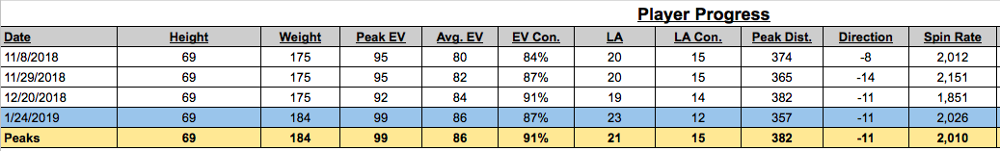 Player Progress
Date Height Weight Peak EV Avg. EV EV Con. LA LA Con. Peak Dist. Direction Spin Rate
11/8/2018 69 175 95 80 84% 20 15 374 -8 2,012
11/29/2018 69 175 95 82 87% 20 15 365 -14 2,151
12/20/2018 69 175 92 84 91% 19 14 382 -11 1,851
1/24/2019 69 184 99 86 87% 23 12 357 -11 2,026
Peaks 69 184 99 86 91% 21 15 382 -11 2,010